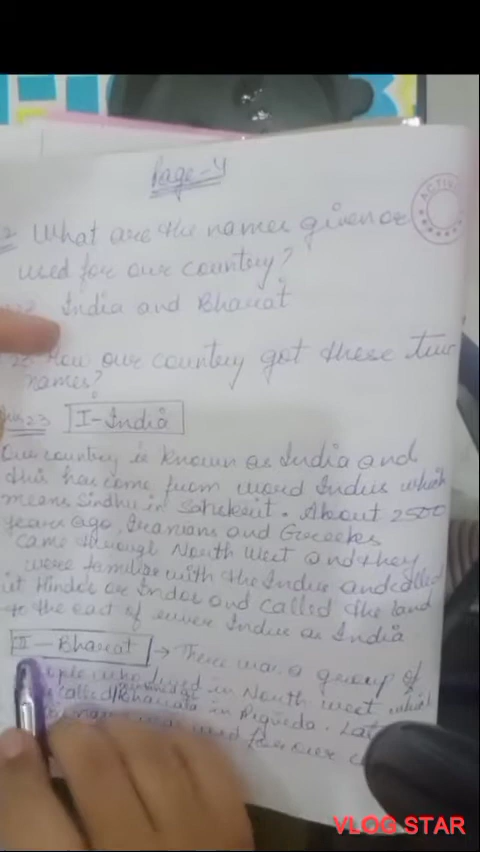 Page-4
2 What are the names given or
used for our country?
India and Bharat
How our country got these two
names?
23 I-India
Our country is known as India and
this has come from word Indus which
means Sindhu in Sanskrit. About 2500
years ago, Iranians and Greeks
came through North West and they
were familiar with the Indus and called
it Hindos or Indos and called the land
to the east of river Indus as India
II - Bharat → There was a group of
people who lived in North west which
called Bharata in Rigveda. Lat
used for our c
ACTIV
VLOG STAR